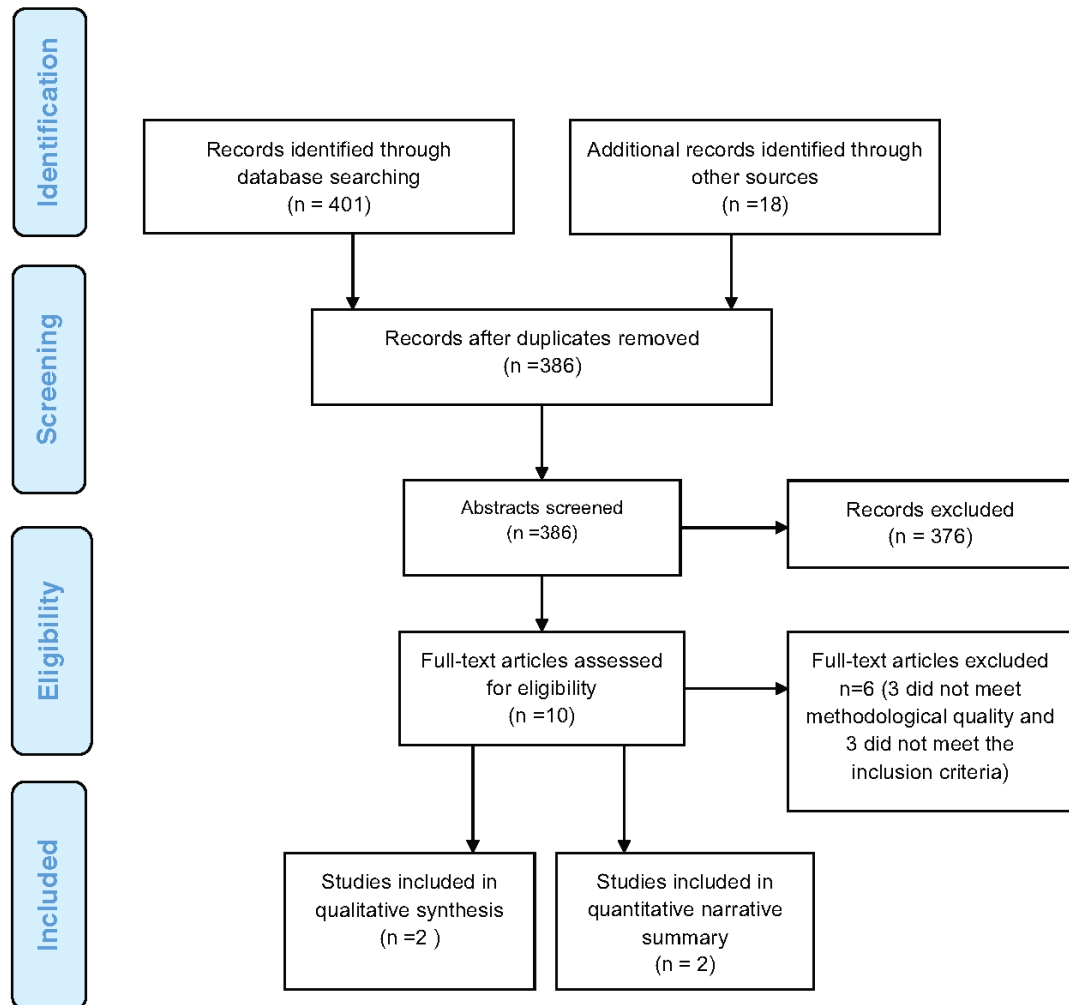 Identification
Records identified through
database searching
(n = 401)
Additional records identified through
other sources
(n =18)
Screening
Records after duplicates removed
(n =386)
Abstracts screened
(n =386)
Records excluded
(n = 376)
Eligibility
Full-text articles assessed
for eligibility
(n =10)
Full-text articles excluded
n=6 (3 did not meet
methodological quality and
3 did not meet the
inclusion criteria)
Included
Studies included in
qualitative synthesis
(n =2 )
Studies included in
quantitative narrative
summary
(n = 2)